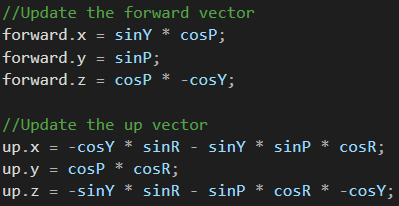 //Update the forward vector
forward.x = sinY * cosP;
forward.y = sinP;
forward.z = cosP * -cosY;
//Update the up vector
up.x = -cosY * sinR - sinY * sinP * cosR;
up.y = cosP * cosR;
up.z = -sinY * sinR - sinP * cosR * -cosY;